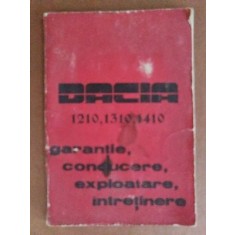 DACIA
1210, 1310, 1410
garantie,
conducere,
exploatare,
intretinere